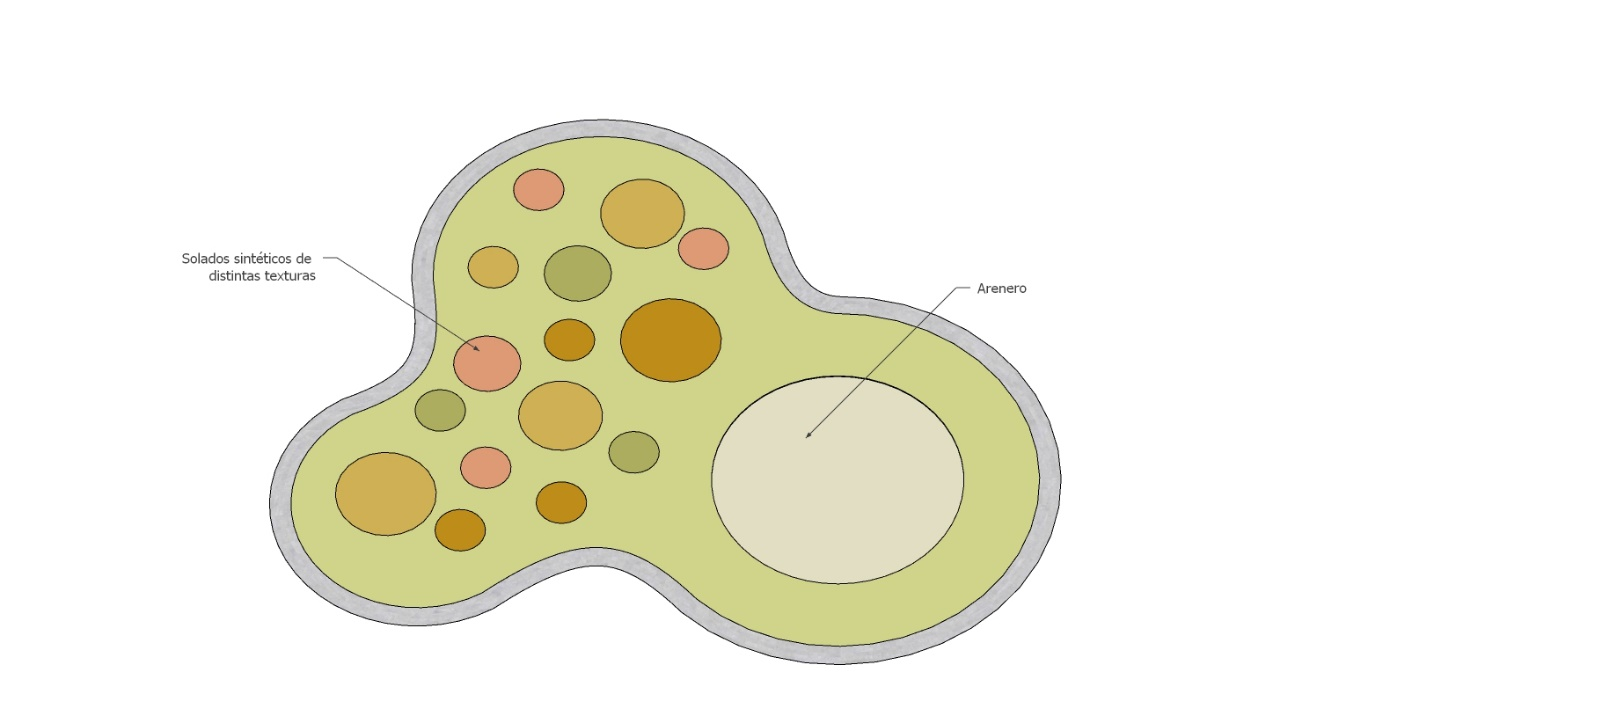 Solados sintéticos de
distintas texturas
Arenero